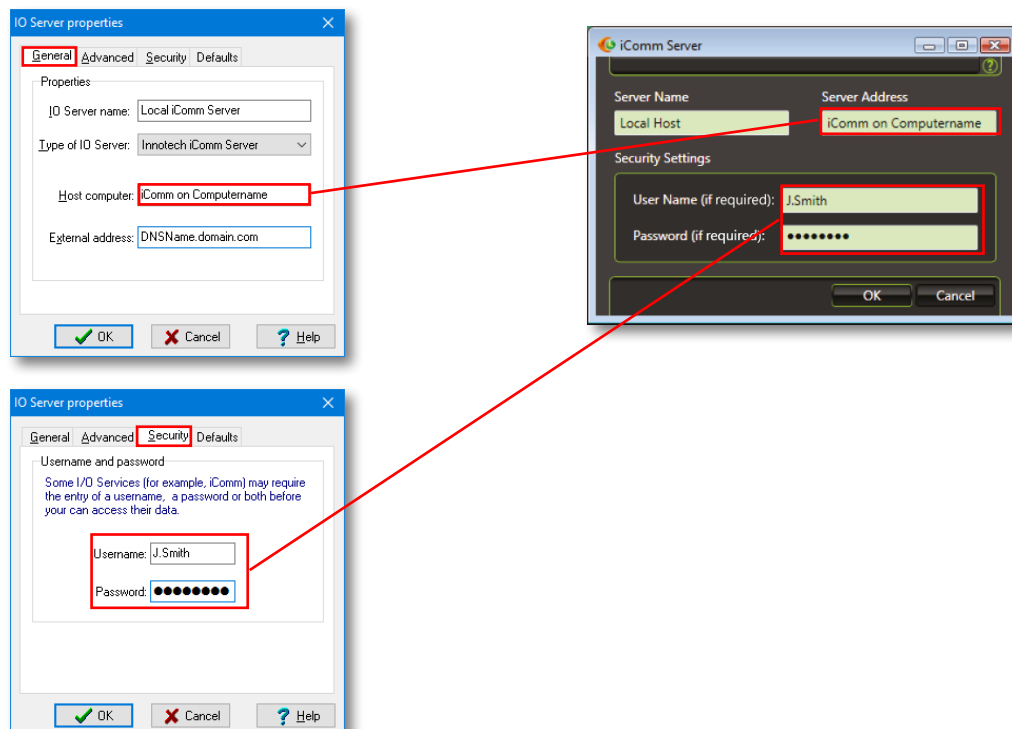 IO Server properties
General Advanced Security Defaults
Properties
IO Server name: Local iComm Server
Type of IO Server: Innotech iComm Server
Host computer: iComm on Computername
External address: DNSName.domain.com
OK Cancel Help
iComm Server
Server Name Server Address
Local Host iComm on Computername
Security Settings
User Name (if required): J.Smith
Password (if required): ●●●●●●●●
OK Cancel
IO Server properties
General Advanced Security Defaults
Username and password
Some I/O Services (for example, iComm) may require
the entry of a username, a password or both before
your can access their data.
Username: J.Smith
Password: ●●●●●●●●
OK Cancel Help